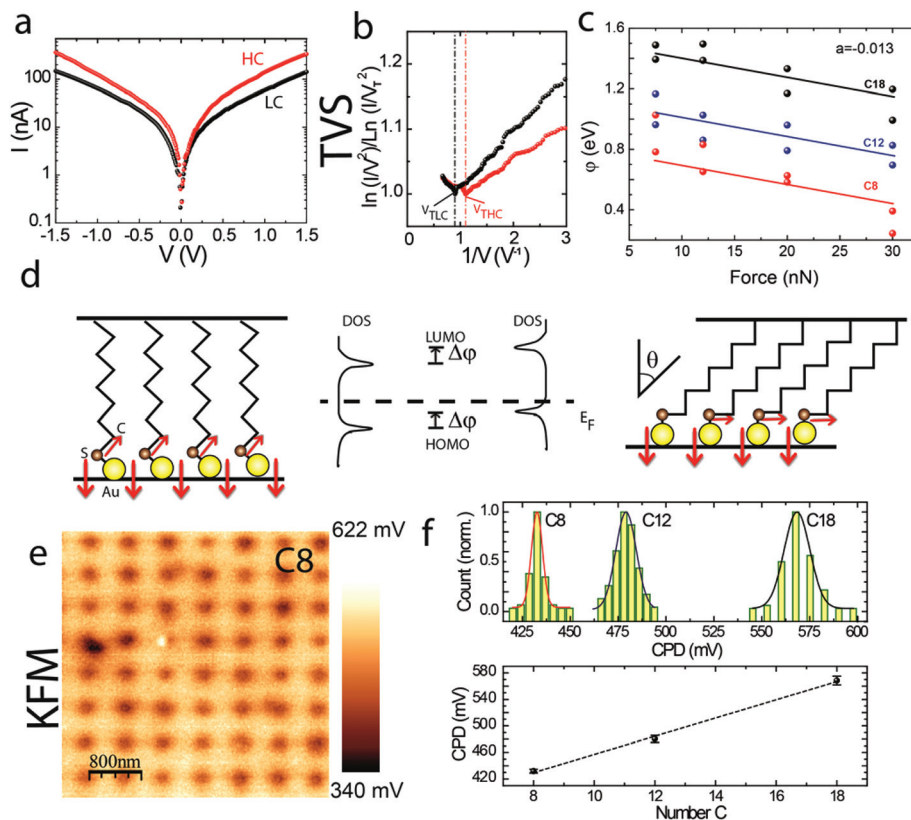 a
HC
LC
I (nA)
100
10
1
0.1
-1.5 -1.0 -0.5 0.0 0.5 1.0 1.5
V (V)
TVS
b
ln (I/V²)/Ln (I/V_T²)
1.2
1.1
1.0
V_TLC
V_THC
0 1 2 3
1/V (V⁻¹)
c
a=-0.013
φ (eV)
1.6
1.2
0.8
0.4
C18
C12
C8
5 10 15 20 25 30
Force (nN)
d
S
C
Au
DOS
LUMO
Δφ
DOS
Δφ
HOMO
E_F
θ
e
KFM
C8
800nm
622 mV
340 mV
f
C8
C12
C18
Count (norm.)
1.0
0.5
0.0
425 450 475 500 525 550 575 600
CPD (mV)
CPD (mV)
580
540
500
460
420
8 10 12 14 16 18
Number C